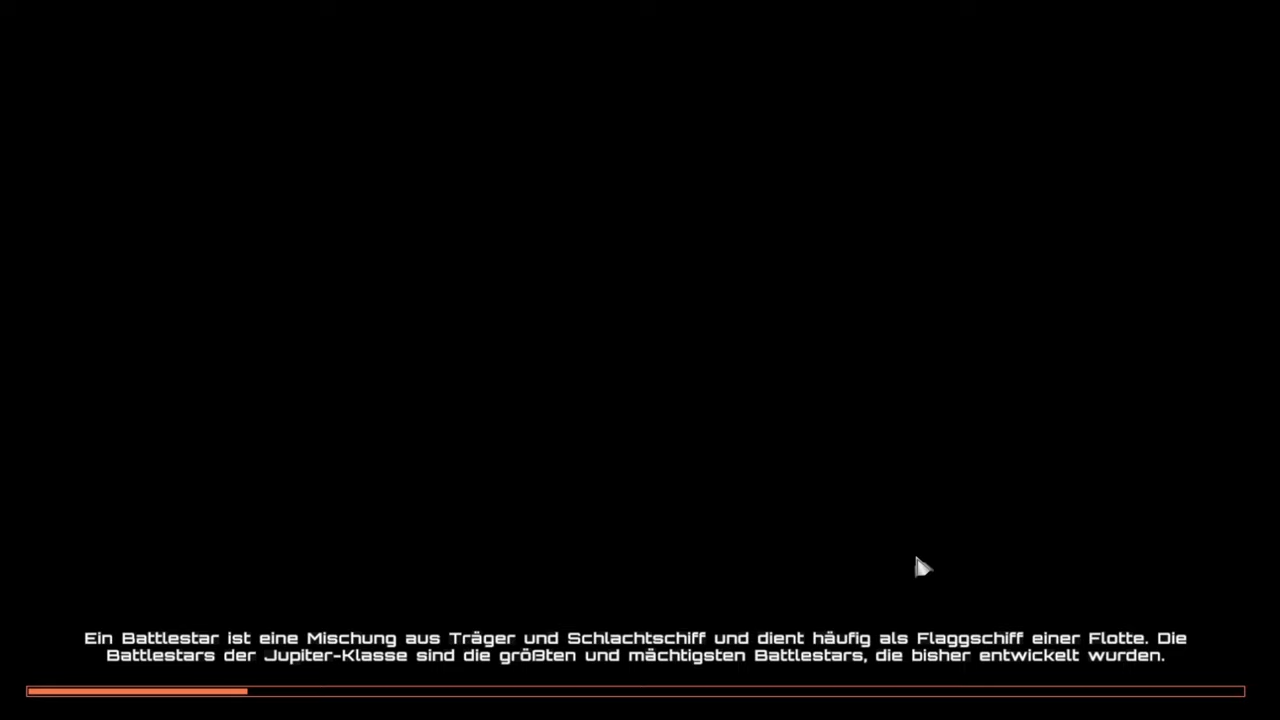 Ein Battlestar ist eine Mischung aus Träger und Schlachtschiff und dient häufig als Flaggschiff einer Flotte. Die
Battlestars der Jupiter-Klasse sind die größten und mächtigsten Battlestars, die bisher entwickelt wurden.